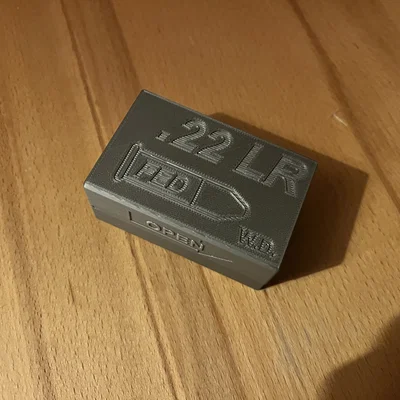 .22 LR
FED
W.D.
OPEN